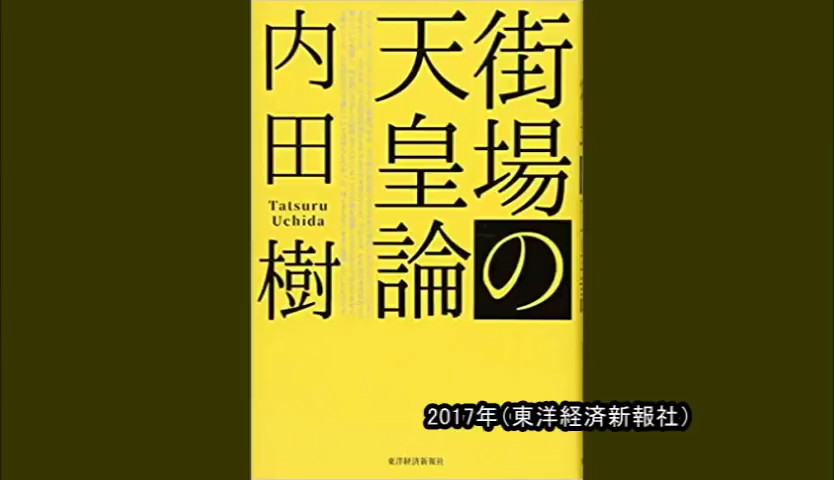 街場の
天皇論
内田樹
Tatsuru
Uchida
2017年(東洋経済新報社)
東洋経済新報社